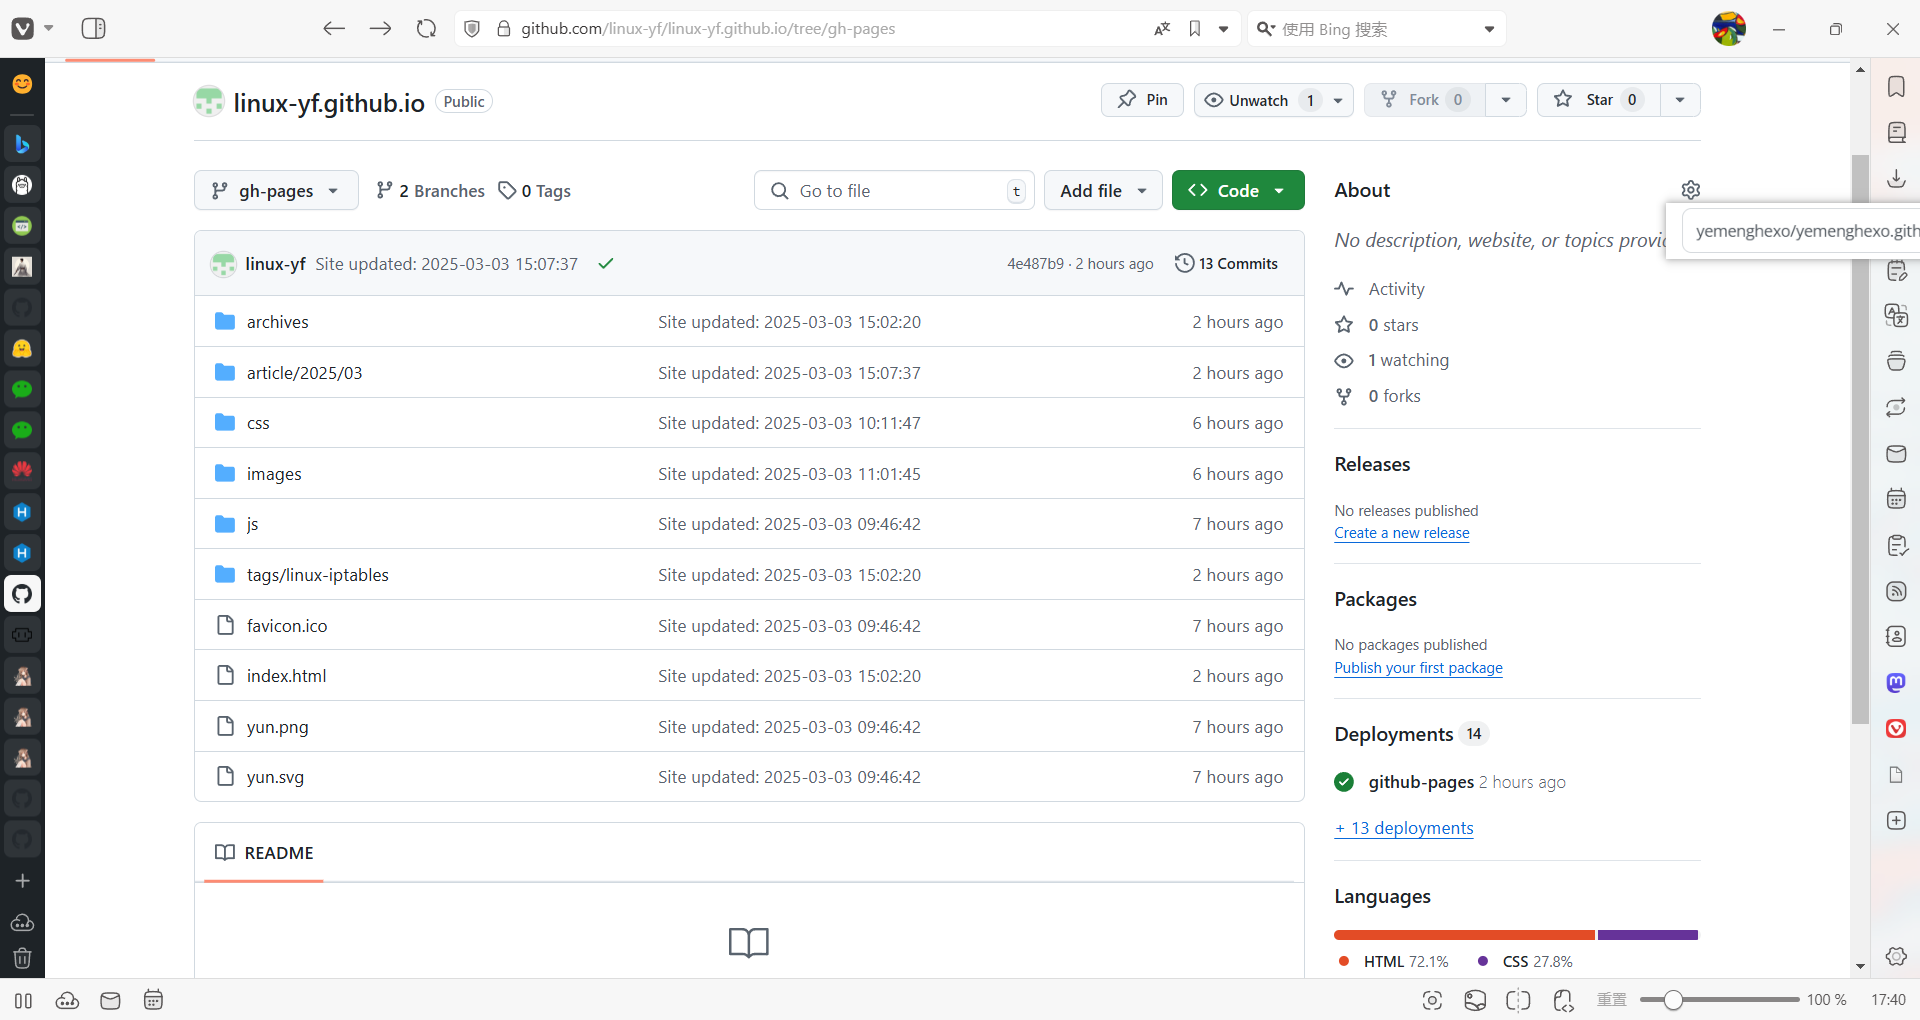 github.com/linux-yf/linux-yf.github.io/tree/gh-pages
使用 Bing 搜索
linux-yf.github.io Public
Pin
Unwatch 1
Fork 0
Star 0
gh-pages
2 Branches
0 Tags
Go to file t
Add file
Code
About
yemenghexo/yemenghexo.gith
No description, website, or topics provi
linux-yf Site updated: 2025-03-03 15:07:37
4e487b9 · 2 hours ago
13 Commits
archives Site updated: 2025-03-03 15:02:20 2 hours ago
article/2025/03 Site updated: 2025-03-03 15:07:37 2 hours ago
css Site updated: 2025-03-03 10:11:47 6 hours ago
images Site updated: 2025-03-03 11:01:45 6 hours ago
js Site updated: 2025-03-03 09:46:42 7 hours ago
tags/linux-iptables Site updated: 2025-03-03 15:02:20 2 hours ago
favicon.ico Site updated: 2025-03-03 09:46:42 7 hours ago
index.html Site updated: 2025-03-03 15:02:20 2 hours ago
yun.png Site updated: 2025-03-03 09:46:42 7 hours ago
yun.svg Site updated: 2025-03-03 09:46:42 7 hours ago
README
Activity
0 stars
1 watching
0 forks
Releases
No releases published
Create a new release
Packages
No packages published
Publish your first package
Deployments 14
github-pages 2 hours ago
+ 13 deployments
Languages
HTML 72.1%
CSS 27.8%
重置
100 %
17:40